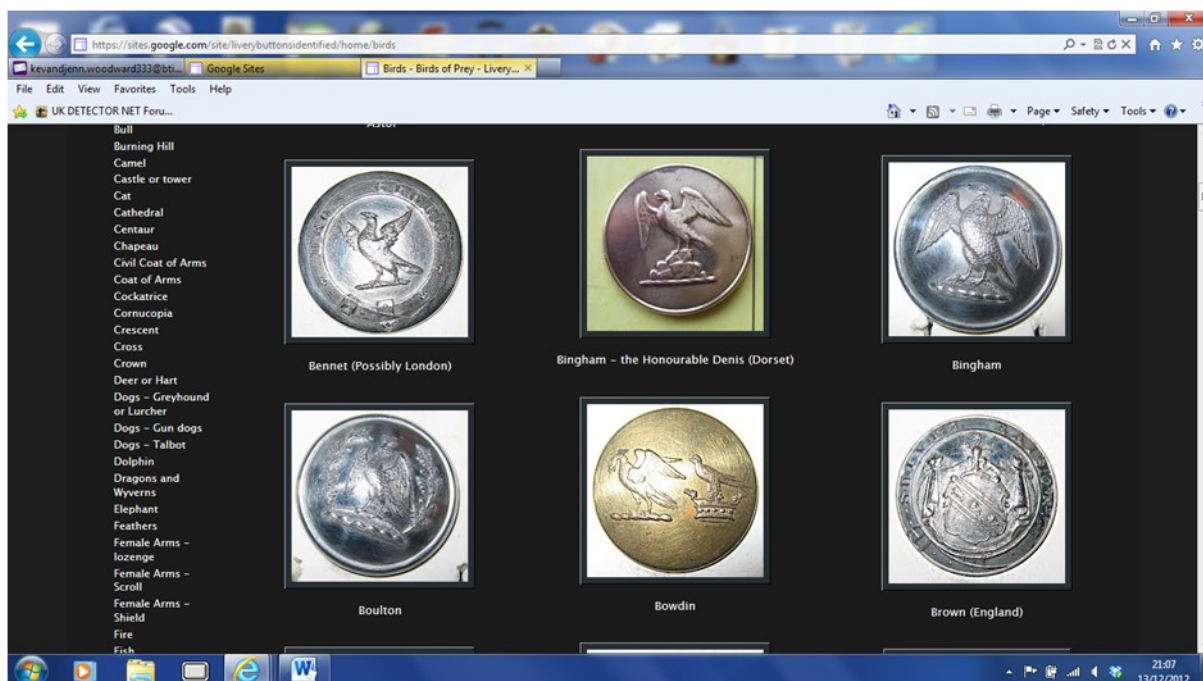 https://sites.google.com/site/liverybuttonsidentified/home/birds
kevandjenn.woodward333@bti...
Google Sites
Birds - Birds of Prey - Livery...
File Edit View Favorites Tools Help
UK DETECTOR NET Foru...
Page Safety Tools
Bull
Burning Hill
Camel
Castle or tower
Cat
Cathedral
Centaur
Chapeau
Civil Coat of Arms
Coat of Arms
Cockatrice
Cornucopia
Crescent
Cross
Crown
Deer or Hart
Dogs - Greyhound
or Lurcher
Dogs - Gun dogs
Dogs - Talbot
Dolphin
Dragons and
Wyverns
Elephant
Feathers
Female Arms -
lozenge
Female Arms -
Scroll
Female Arms -
Shield
Fire
Fish
Astor
Bennet (Possibly London)
Bingham - the Honourable Denis (Dorset)
Bingham
Boulton
Bowdin
Brown (England)
21:07
13/12/2012